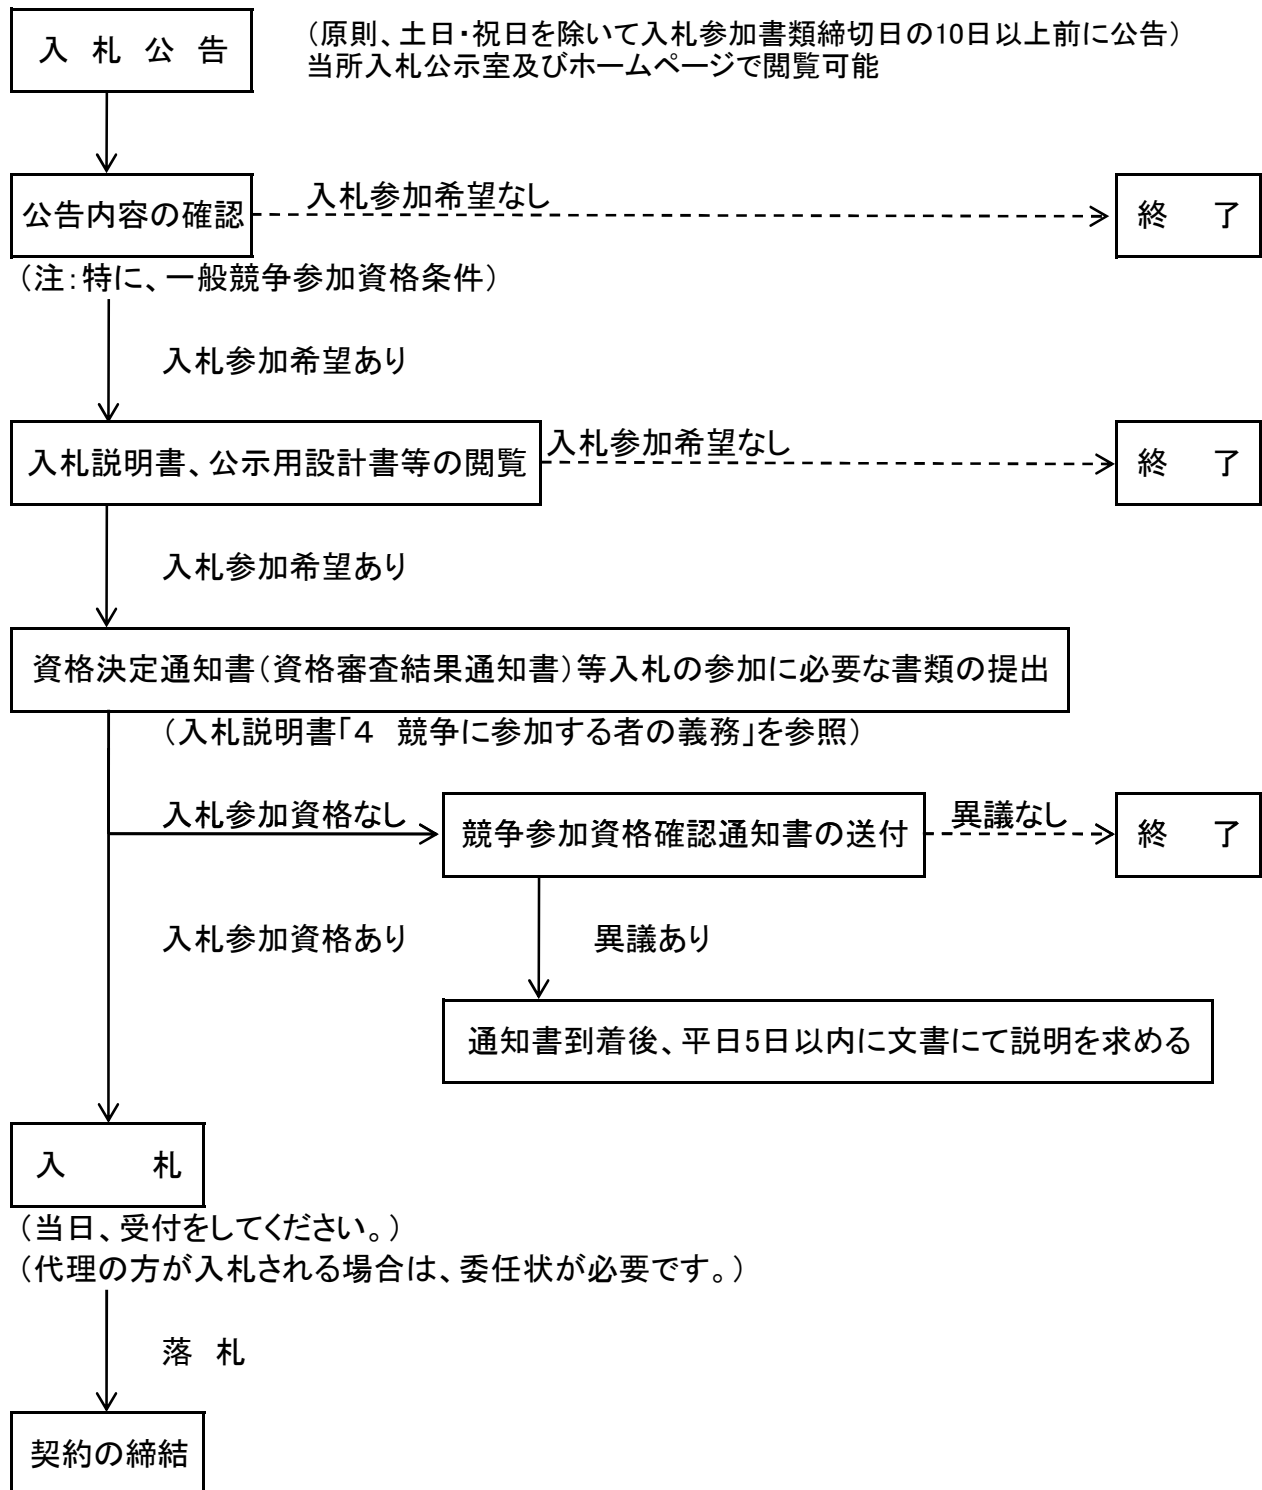 入 札 公 告
（原則、土日・祝日を除いて入札参加書類締切日の10日以上前に公告）
当所入札公示室及びホームページで閲覧可能
公告内容の確認
入札参加希望なし
終 了
（注：特に、一般競争参加資格条件）
入札参加希望あり
入札説明書、公示用設計書等の閲覧
入札参加希望なし
終 了
入札参加希望あり
資格決定通知書（資格審査結果通知書）等入札の参加に必要な書類の提出
（入札説明書「４ 競争に参加する者の義務」を参照）
入札参加資格なし
競争参加資格確認通知書の送付
異議なし
終 了
入札参加資格あり
異議あり
通知書到着後、平日5日以内に文書にて説明を求める
入 札
（当日、受付をしてください。）
（代理の方が入札される場合は、委任状が必要です。）
落 札
契約の締結